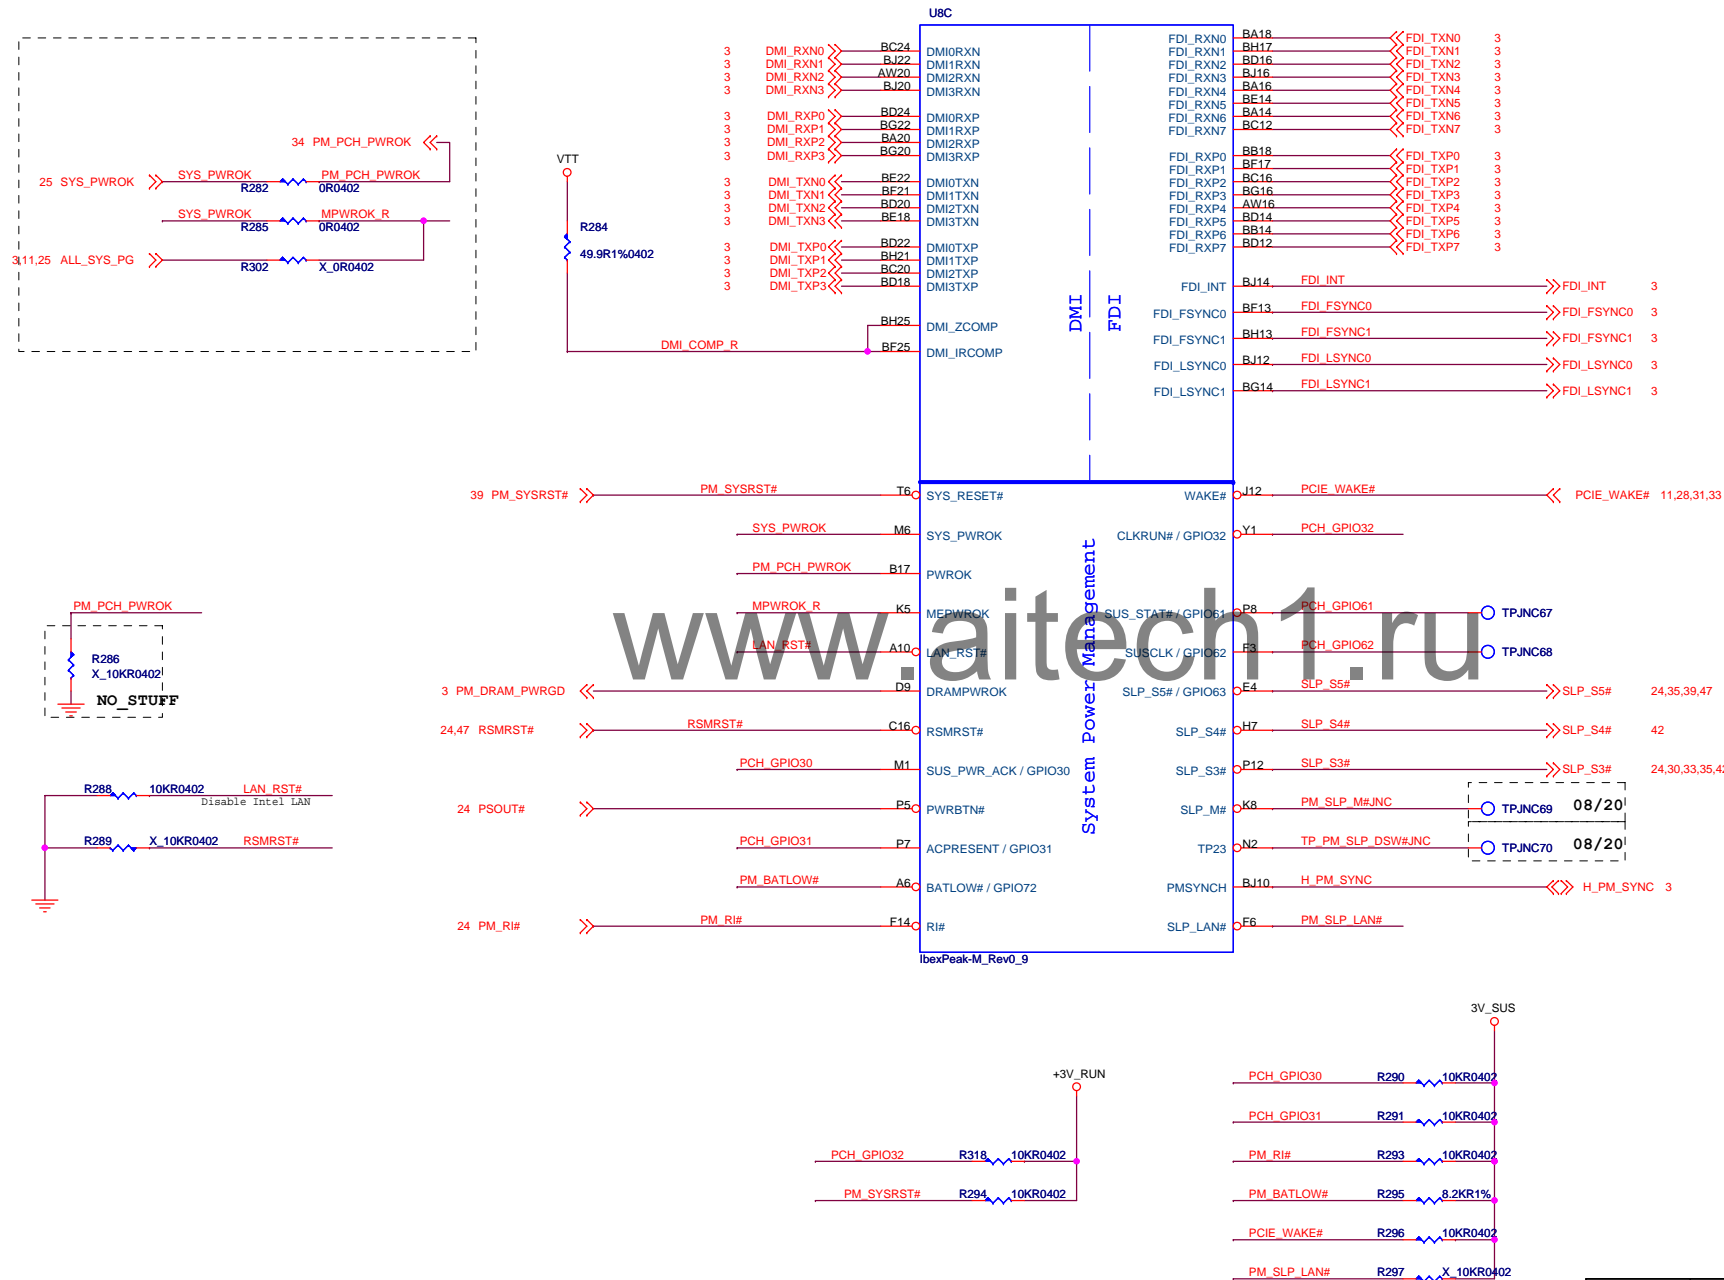 U8C
3 DMI_RXN0 BC24 DMI0RXN
3 DMI_RXN1 BJ22 DMI1RXN
3 DMI_RXN2 AW20 DMI2RXN
3 DMI_RXN3 BJ20 DMI3RXN
3 DMI_RXP0 BD24 DMI0RXP
3 DMI_RXP1 BG22 DMI1RXP
3 DMI_RXP2 BA20 DMI2RXP
3 DMI_RXP3 BG20 DMI3RXP
3 DMI_TXN0 BE22 DMI0TXN
3 DMI_TXN1 BF21 DMI1TXN
3 DMI_TXN2 BD20 DMI2TXN
3 DMI_TXN3 BE18 DMI3TXN
3 DMI_TXP0 BD22 DMI0TXP
3 DMI_TXP1 BH21 DMI1TXP
3 DMI_TXP2 BC20 DMI2TXP
3 DMI_TXP3 BD18 DMI3TXP
BH25 DMI_ZCOMP
DMI_COMP_R BF25 DMI_IRCOMP
DMI
FDI
FDI_RXN0 BA18 FDI_TXN0 3
FDI_RXN1 BH17 FDI_TXN1 3
FDI_RXN2 BD16 FDI_TXN2 3
FDI_RXN3 BJ16 FDI_TXN3 3
FDI_RXN4 BA16 FDI_TXN4 3
FDI_RXN5 BE14 FDI_TXN5 3
FDI_RXN6 BA14 FDI_TXN6 3
FDI_RXN7 BC12 FDI_TXN7 3
FDI_RXP0 BB18 FDI_TXP0 3
FDI_RXP1 BF17 FDI_TXP1 3
FDI_RXP2 BC16 FDI_TXP2 3
FDI_RXP3 BG16 FDI_TXP3 3
FDI_RXP4 AW16 FDI_TXP4 3
FDI_RXP5 BD14 FDI_TXP5 3
FDI_RXP6 BB14 FDI_TXP6 3
FDI_RXP7 BD12 FDI_TXP7 3
FDI_INT BJ14 FDI_INT FDI_INT 3
FDI_FSYNC0 BF13 FDI_FSYNC0 FDI_FSYNC0 3
FDI_FSYNC1 BH13 FDI_FSYNC1 FDI_FSYNC1 3
FDI_LSYNC0 BJ12 FDI_LSYNC0 FDI_LSYNC0 3
FDI_LSYNC1 BG14 FDI_LSYNC1 FDI_LSYNC1 3
34 PM_PCH_PWROK
25 SYS_PWROK SYS_PWROK R282 0R0402 PM_PCH_PWROK
SYS_PWROK R285 0R0402 MPWROK_R
3,11,25 ALL_SYS_PG R302 X_0R0402
VTT
R284
49.9R1%0402
39 PM_SYSRST# PM_SYSRST# T6 SYS_RESET#
SYS_PWROK M6 SYS_PWROK
PM_PCH_PWROK B17 PWROK
MPWROK_R K5 MEPWROK
LAN_RST# A10 LAN_RST#
3 PM_DRAM_PWRGD D9 DRAMPWROK
24,47 RSMRST# RSMRST# C16 RSMRST#
PCH_GPIO30 M1 SUS_PWR_ACK / GPIO30
24 PSOUT# P5 PWRBTN#
PCH_GPIO31 P7 ACPRESENT / GPIO31
PM_BATLOW# A6 BATLOW# / GPIO72
24 PM_RI# PM_RI# F14 RI#
System Power Management
WAKE# J12 PCIE_WAKE# PCIE_WAKE# 11,28,31,33
CLKRUN# / GPIO32 Y1 PCH_GPIO32
SUS_STAT# / GPIO61 P8 PCH_GPIO61 TPJNC67
SUSCLK / GPIO62 F3 PCH_GPIO62 TPJNC68
SLP_S5# / GPIO63 E4 SLP_S5# SLP_S5# 24,35,39,47
SLP_S4# H7 SLP_S4# SLP_S4# 42
SLP_S3# P12 SLP_S3# SLP_S3# 24,30,33,35,42
SLP_M# K8 PM_SLP_M#JNC TPJNC69 08/20
TP23 N2 TP_PM_SLP_DSW#JNC TPJNC70 08/20
PMSYNCH BJ10 H_PM_SYNC H_PM_SYNC 3
SLP_LAN# F6 PM_SLP_LAN#
IbexPeak-M_Rev0_9
www.aitech1.ru
PM_PCH_PWROK
R286
X_10KR0402
NO_STUFF
R288 10KR0402 LAN_RST#
Disable Intel LAN
R289 X_10KR0402 RSMRST#
+3V_RUN
PCH_GPIO32 R318 10KR0402
PM_SYSRST# R294 10KR0402
3V_SUS
PCH_GPIO30 R290 10KR0402
PCH_GPIO31 R291 10KR0402
PM_RI# R293 10KR0402
PM_BATLOW# R295 8.2KR1%
PCIE_WAKE# R296 10KR0402
PM_SLP_LAN# R297 X_10KR0402